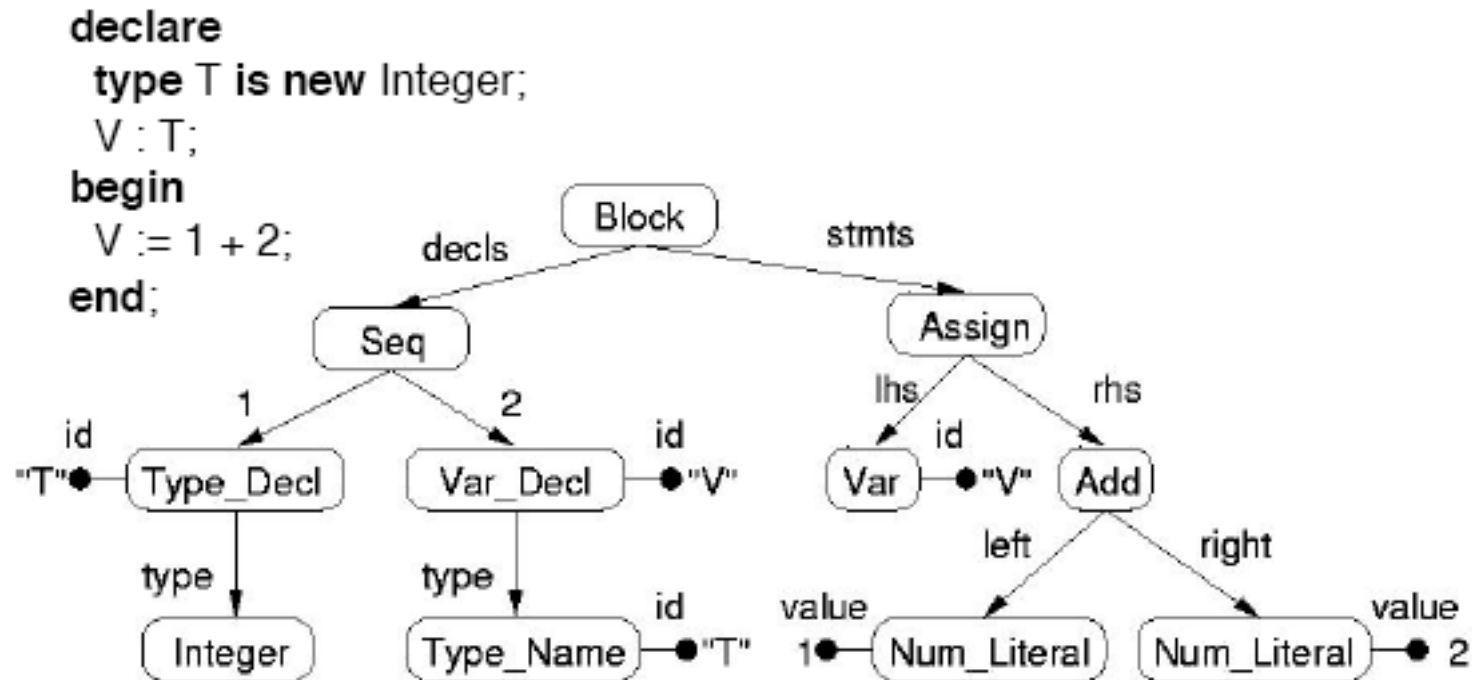 declare
type T is new Integer;
V : T;
begin
V := 1 + 2;
end;
Block
decls
stmts
Seq
Assign
1
2
lhs
rhs
id
"T"
Type_Decl
Var_Decl
id
"V"
Var
id
"V"
Add
type
type
left
right
Integer
Type_Name
id
"T"
value
1
Num_Literal
Num_Literal
value
2